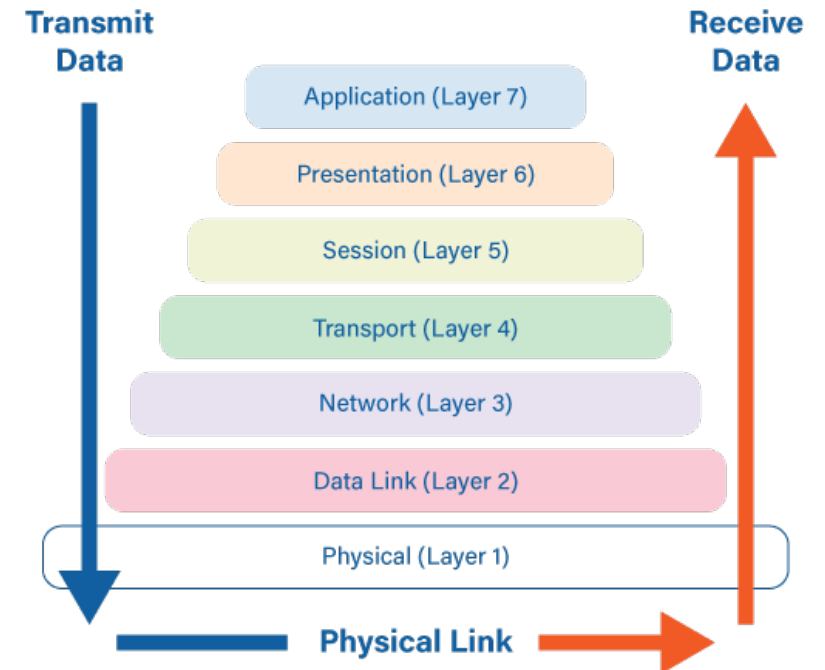 Transmit
Data
Receive
Data
Application (Layer 7)
Presentation (Layer 6)
Session (Layer 5)
Transport (Layer 4)
Network (Layer 3)
Data Link (Layer 2)
Physical (Layer 1)
Physical Link